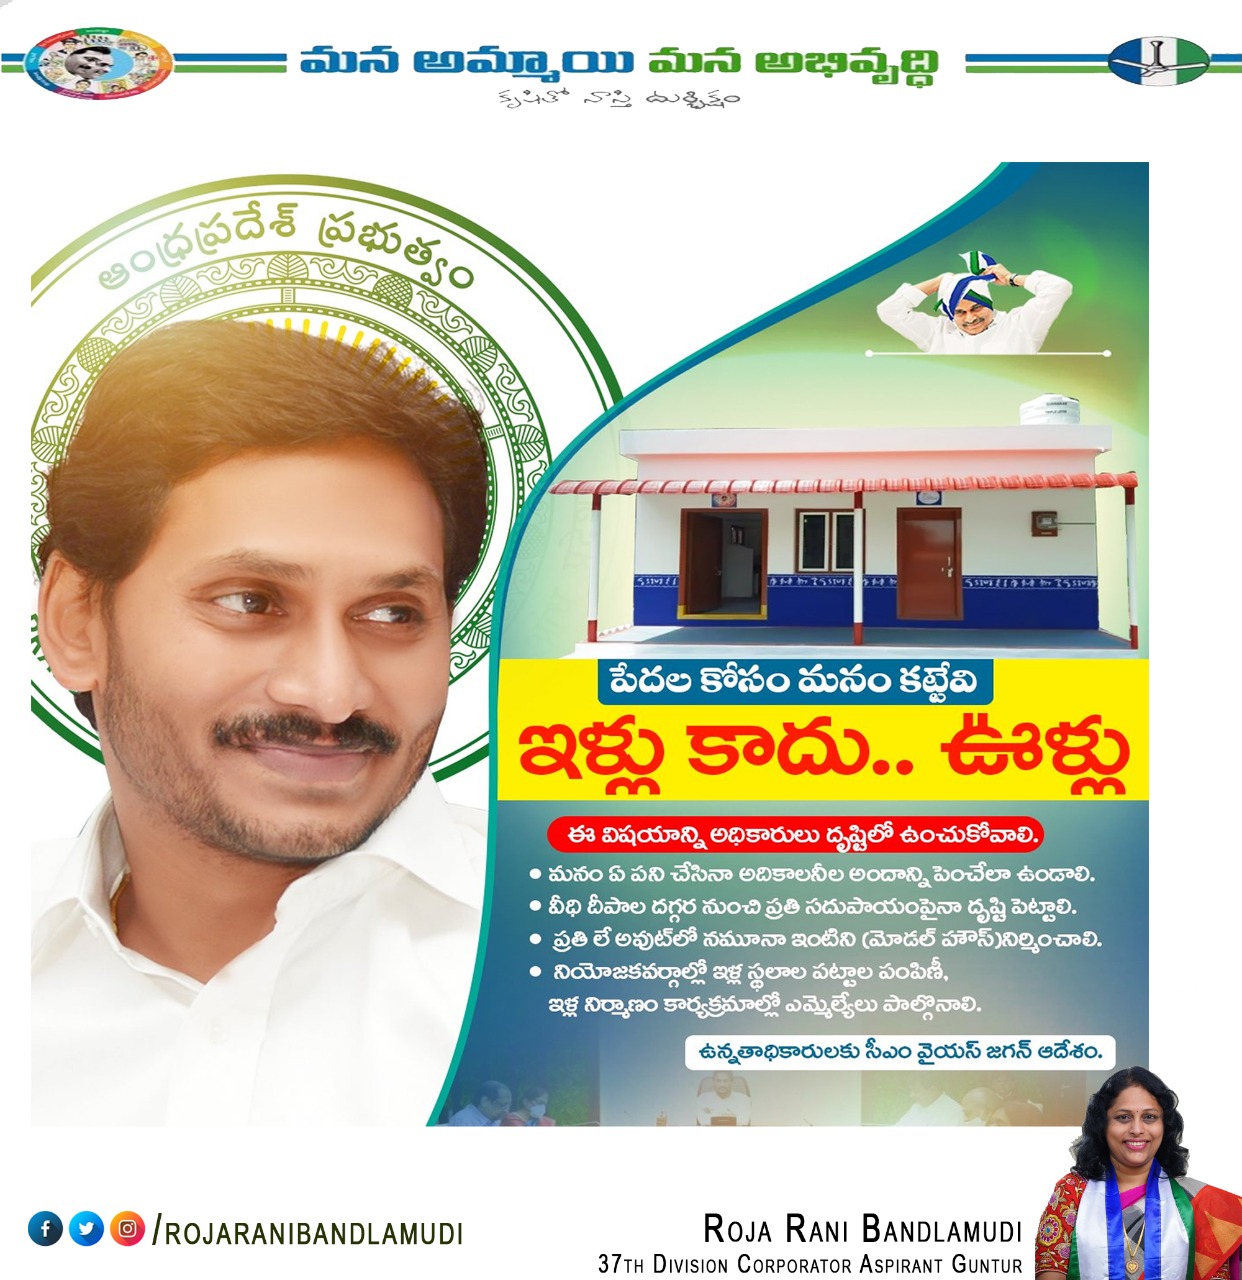 మన అమ్మాయి మన అభివృద్ధి
కృషితో నాస్తి దుర్భిక్షం
ఆంధ్రప్రదేశ్ ప్రభుత్వం
పేదల కోసం మనం కట్టేవి
ఇళ్లు కాదు.. ఊళ్లు
ఈ విషయాన్ని అధికారులు దృష్టిలో ఉంచుకోవాలి.
• మనం ఏ పని చేసినా అదికాలనీల అందాన్ని పెంచేలా ఉండాలి.
• వీధి దీపాల దగ్గర నుంచి ప్రతి సదుపాయంపైనా దృష్టి పెట్టాలి.
• ప్రతి లే అవుట్‌లో నమూనా ఇంటిని (మోడల్ హౌస్)నిర్మించాలి.
• నియోజకవర్గాల్లో ఇళ్ల స్థలాల పట్టాల పంపిణీ,
ఇళ్ల నిర్మాణం కార్యక్రమాల్లో ఎమ్మెల్యేలు పాల్గొనాలి.
ఉన్నతాధికారులకు సీఎం వైయస్ జగన్ ఆదేశం.
/ROJARANIBANDLAMUDI
ROJA RANI BANDLAMUDI
37TH DIVISION CORPORATOR ASPIRANT GUNTUR